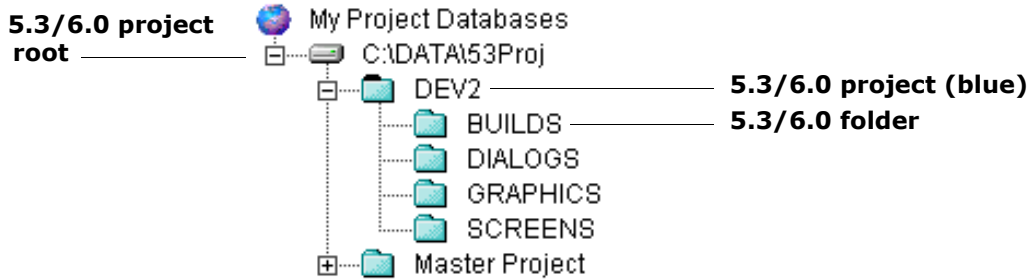 My Project Databases
5.3/6.0 project
root
C:\DATA\53Proj
DEV2
5.3/6.0 project (blue)
BUILDS
5.3/6.0 folder
DIALOGS
GRAPHICS
SCREENS
Master Project